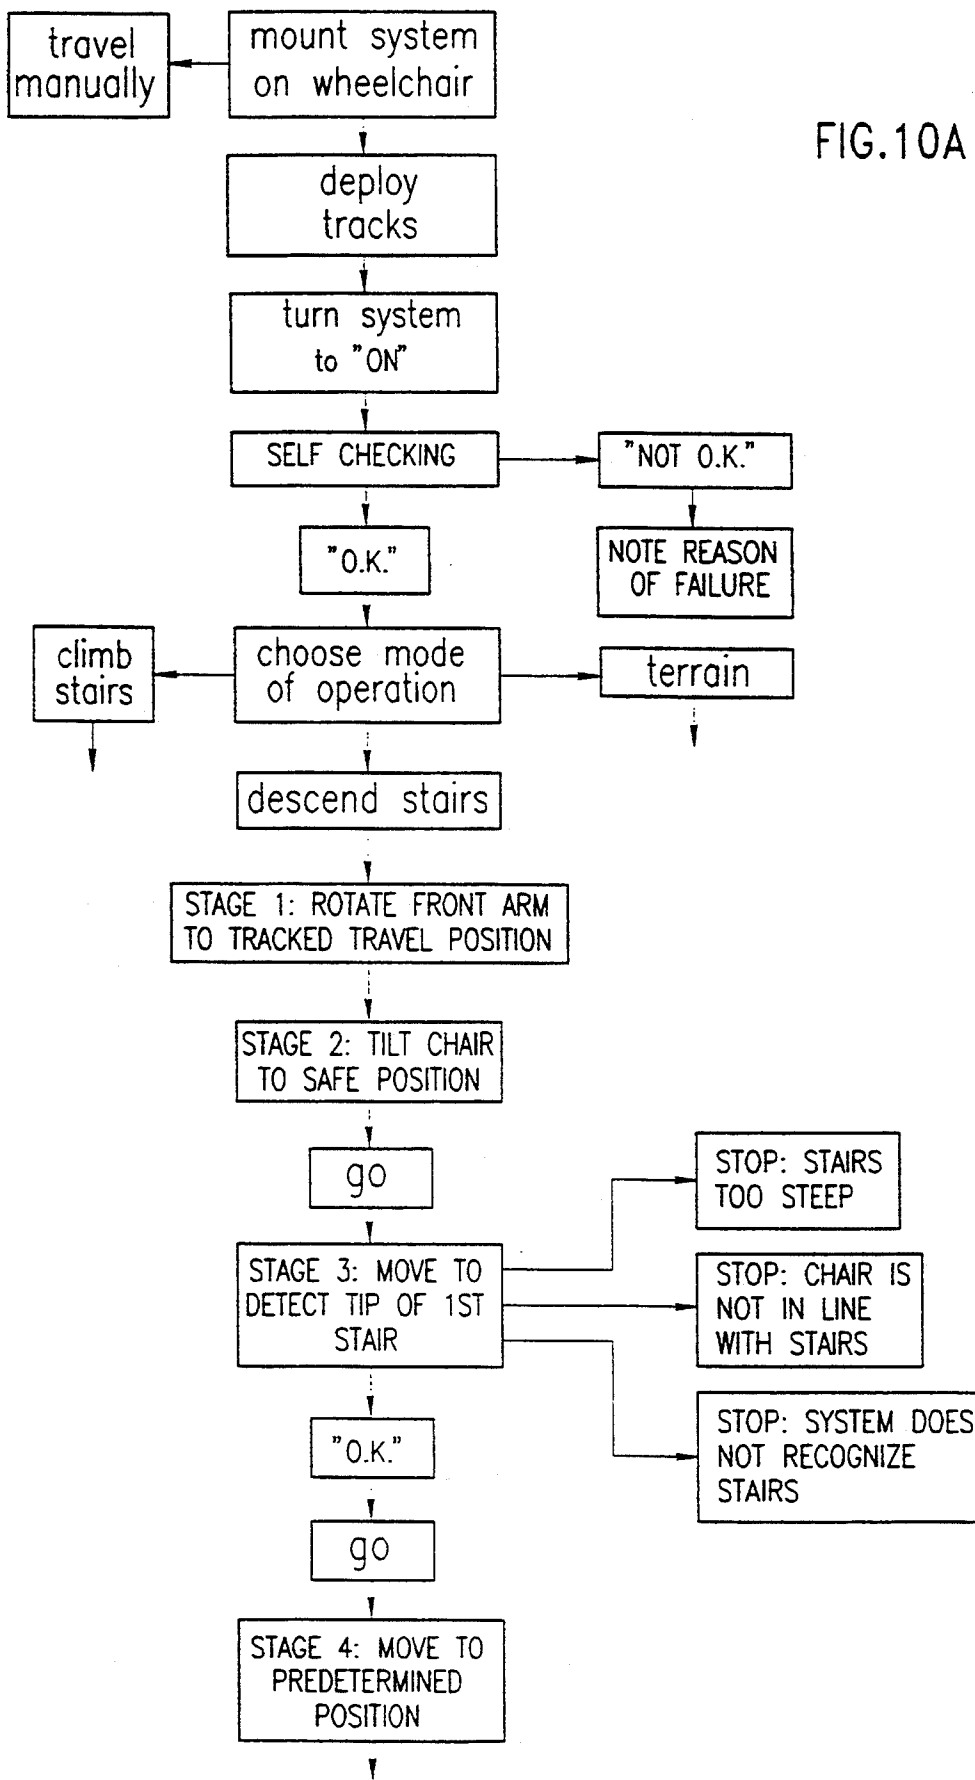 travel
manually
mount system
on wheelchair
FIG.10A
deploy
tracks
turn system
to "ON"
SELF CHECKING
"NOT O.K."
"O.K."
NOTE REASON
OF FAILURE
climb
stairs
choose mode
of operation
terrain
descend stairs
STAGE 1: ROTATE FRONT ARM
TO TRACKED TRAVEL POSITION
STAGE 2: TILT CHAIR
TO SAFE POSITION
go
STOP: STAIRS
TOO STEEP
STAGE 3: MOVE TO
DETECT TIP OF 1ST
STAIR
STOP: CHAIR IS
NOT IN LINE
WITH STAIRS
"O.K."
STOP: SYSTEM DOES
NOT RECOGNIZE
STAIRS
go
STAGE 4: MOVE TO
PREDETERMINED
POSITION